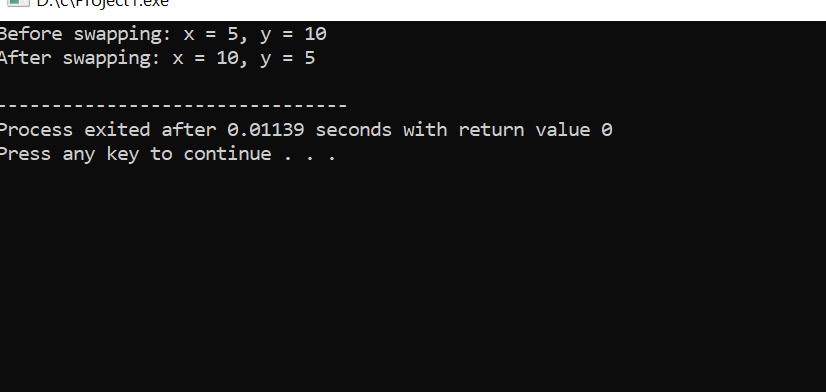 D:\c\Project1.exe
Before swapping: x = 5, y = 10
After swapping: x = 10, y = 5
--------------------------------
Process exited after 0.01139 seconds with return value 0
Press any key to continue . . .